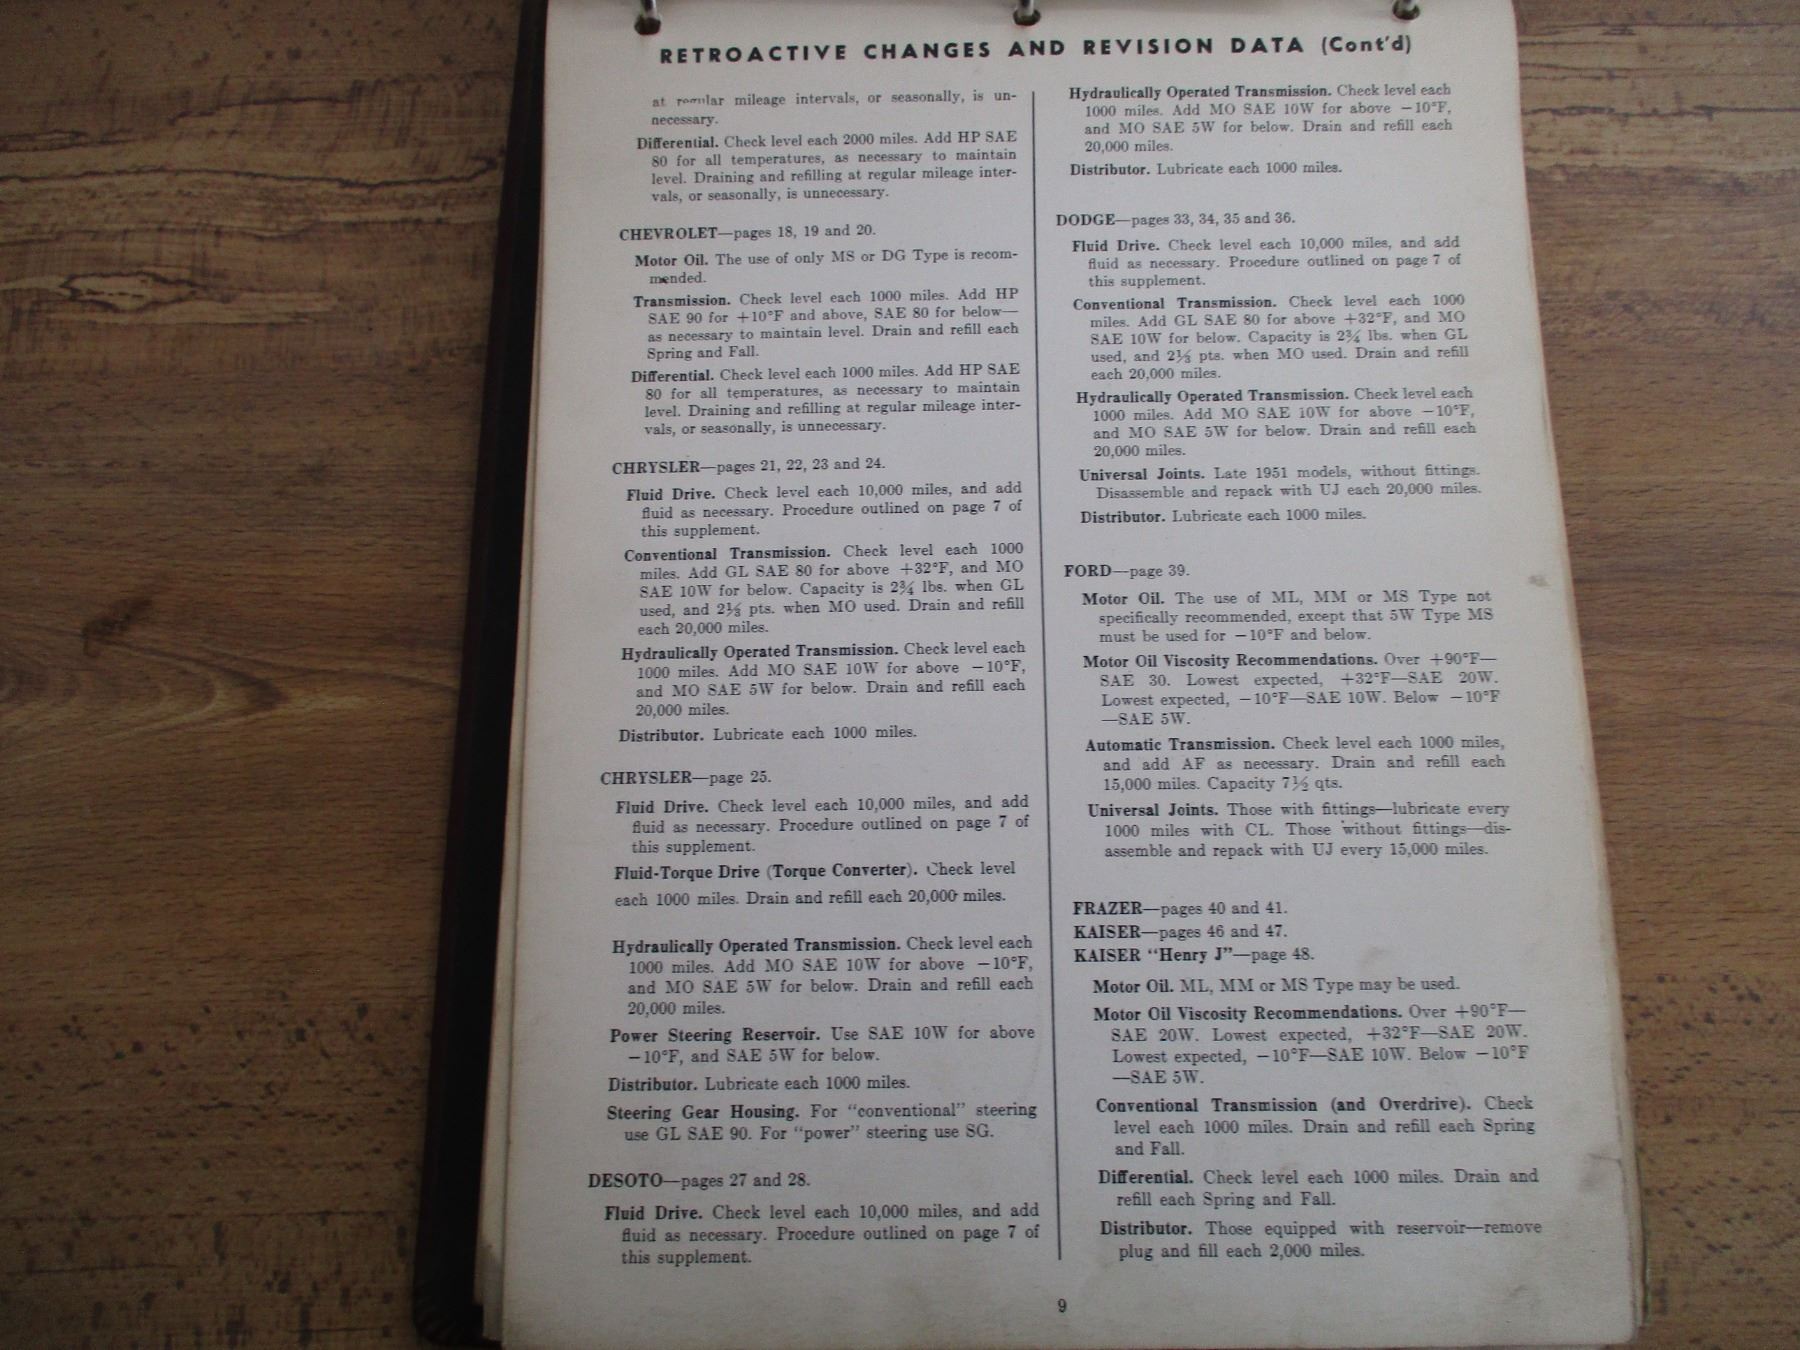 RETROACTIVE CHANGES AND REVISION DATA (Cont'd)
at regular mileage intervals, or seasonally, is un-
necessary.
Differential. Check level each 2000 miles. Add HP SAE
80 for all temperatures, as necessary to maintain
level. Draining and refilling at regular mileage inter-
vals, or seasonally, is unnecessary.
CHEVROLET—pages 18, 19 and 20.
Motor Oil. The use of only MS or DG Type is recom-
mended.
Transmission. Check level each 1000 miles. Add HP
SAE 90 for +10°F and above, SAE 80 for below—
as necessary to maintain level. Drain and refill each
Spring and Fall.
Differential. Check level each 1000 miles. Add HP SAE
80 for all temperatures, as necessary to maintain
level. Draining and refilling at regular mileage inter-
vals, or seasonally, is unnecessary.
CHRYSLER—pages 21, 22, 23 and 24.
Fluid Drive. Check level each 10,000 miles, and add
fluid as necessary. Procedure outlined on page 7 of
this supplement.
Conventional Transmission. Check level each 1000
miles. Add GL SAE 80 for above +32°F, and MO
SAE 10W for below. Capacity is 2¾ lbs. when GL
used, and 2⅓ pts. when MO used. Drain and refill
each 20,000 miles.
Hydraulically Operated Transmission. Check level each
1000 miles. Add MO SAE 10W for above −10°F,
and MO SAE 5W for below. Drain and refill each
20,000 miles.
Distributor. Lubricate each 1000 miles.
CHRYSLER—page 25.
Fluid Drive. Check level each 10,000 miles, and add
fluid as necessary. Procedure outlined on page 7 of
this supplement.
Fluid-Torque Drive (Torque Converter). Check level
each 1000 miles. Drain and refill each 20,000 miles.
Hydraulically Operated Transmission. Check level each
1000 miles. Add MO SAE 10W for above −10°F,
and MO SAE 5W for below. Drain and refill each
20,000 miles.
Power Steering Reservoir. Use SAE 10W for above
−10°F, and SAE 5W for below.
Distributor. Lubricate each 1000 miles.
Steering Gear Housing. For "conventional" steering
use GL SAE 90. For "power" steering use SG.
DESOTO—pages 27 and 28.
Fluid Drive. Check level each 10,000 miles, and add
fluid as necessary. Procedure outlined on page 7 of
this supplement.
Hydraulically Operated Transmission. Check level each
1000 miles. Add MO SAE 10W for above −10°F,
and MO SAE 5W for below. Drain and refill each
20,000 miles.
Distributor. Lubricate each 1000 miles.
DODGE—pages 33, 34, 35 and 36.
Fluid Drive. Check level each 10,000 miles, and add
fluid as necessary. Procedure outlined on page 7 of
this supplement.
Conventional Transmission. Check level each 1000
miles. Add GL SAE 80 for above +32°F, and MO
SAE 10W for below. Capacity is 2¾ lbs. when GL
used, and 2⅓ pts. when MO used. Drain and refill
each 20,000 miles.
Hydraulically Operated Transmission. Check level each
1000 miles. Add MO SAE 10W for above −10°F,
and MO SAE 5W for below. Drain and refill each
20,000 miles.
Universal Joints. Late 1951 models, without fittings.
Disassemble and repack with UJ each 20,000 miles.
Distributor. Lubricate each 1000 miles.
FORD—page 39.
Motor Oil. The use of ML, MM or MS Type not
specifically recommended, except that 5W Type MS
must be used for −10°F and below.
Motor Oil Viscosity Recommendations. Over +90°F—
SAE 30. Lowest expected, +32°F—SAE 20W.
Lowest expected, −10°F—SAE 10W. Below −10°F
—SAE 5W.
Automatic Transmission. Check level each 1000 miles,
and add AF as necessary. Drain and refill each
15,000 miles. Capacity 7½ qts.
Universal Joints. Those with fittings—lubricate every
1000 miles with CL. Those without fittings—dis-
assemble and repack with UJ every 15,000 miles.
FRAZER—pages 40 and 41.
KAISER—pages 46 and 47.
KAISER "Henry J"—page 48.
Motor Oil. ML, MM or MS Type may be used.
Motor Oil Viscosity Recommendations. Over +90°F—
SAE 20W. Lowest expected, +32°F—SAE 20W.
Lowest expected, −10°F—SAE 10W. Below −10°F
—SAE 5W.
Conventional Transmission (and Overdrive). Check
level each 1000 miles. Drain and refill each Spring
and Fall.
Differential. Check level each 1000 miles. Drain and
refill each Spring and Fall.
Distributor. Those equipped with reservoir—remove
plug and fill each 2,000 miles.
9